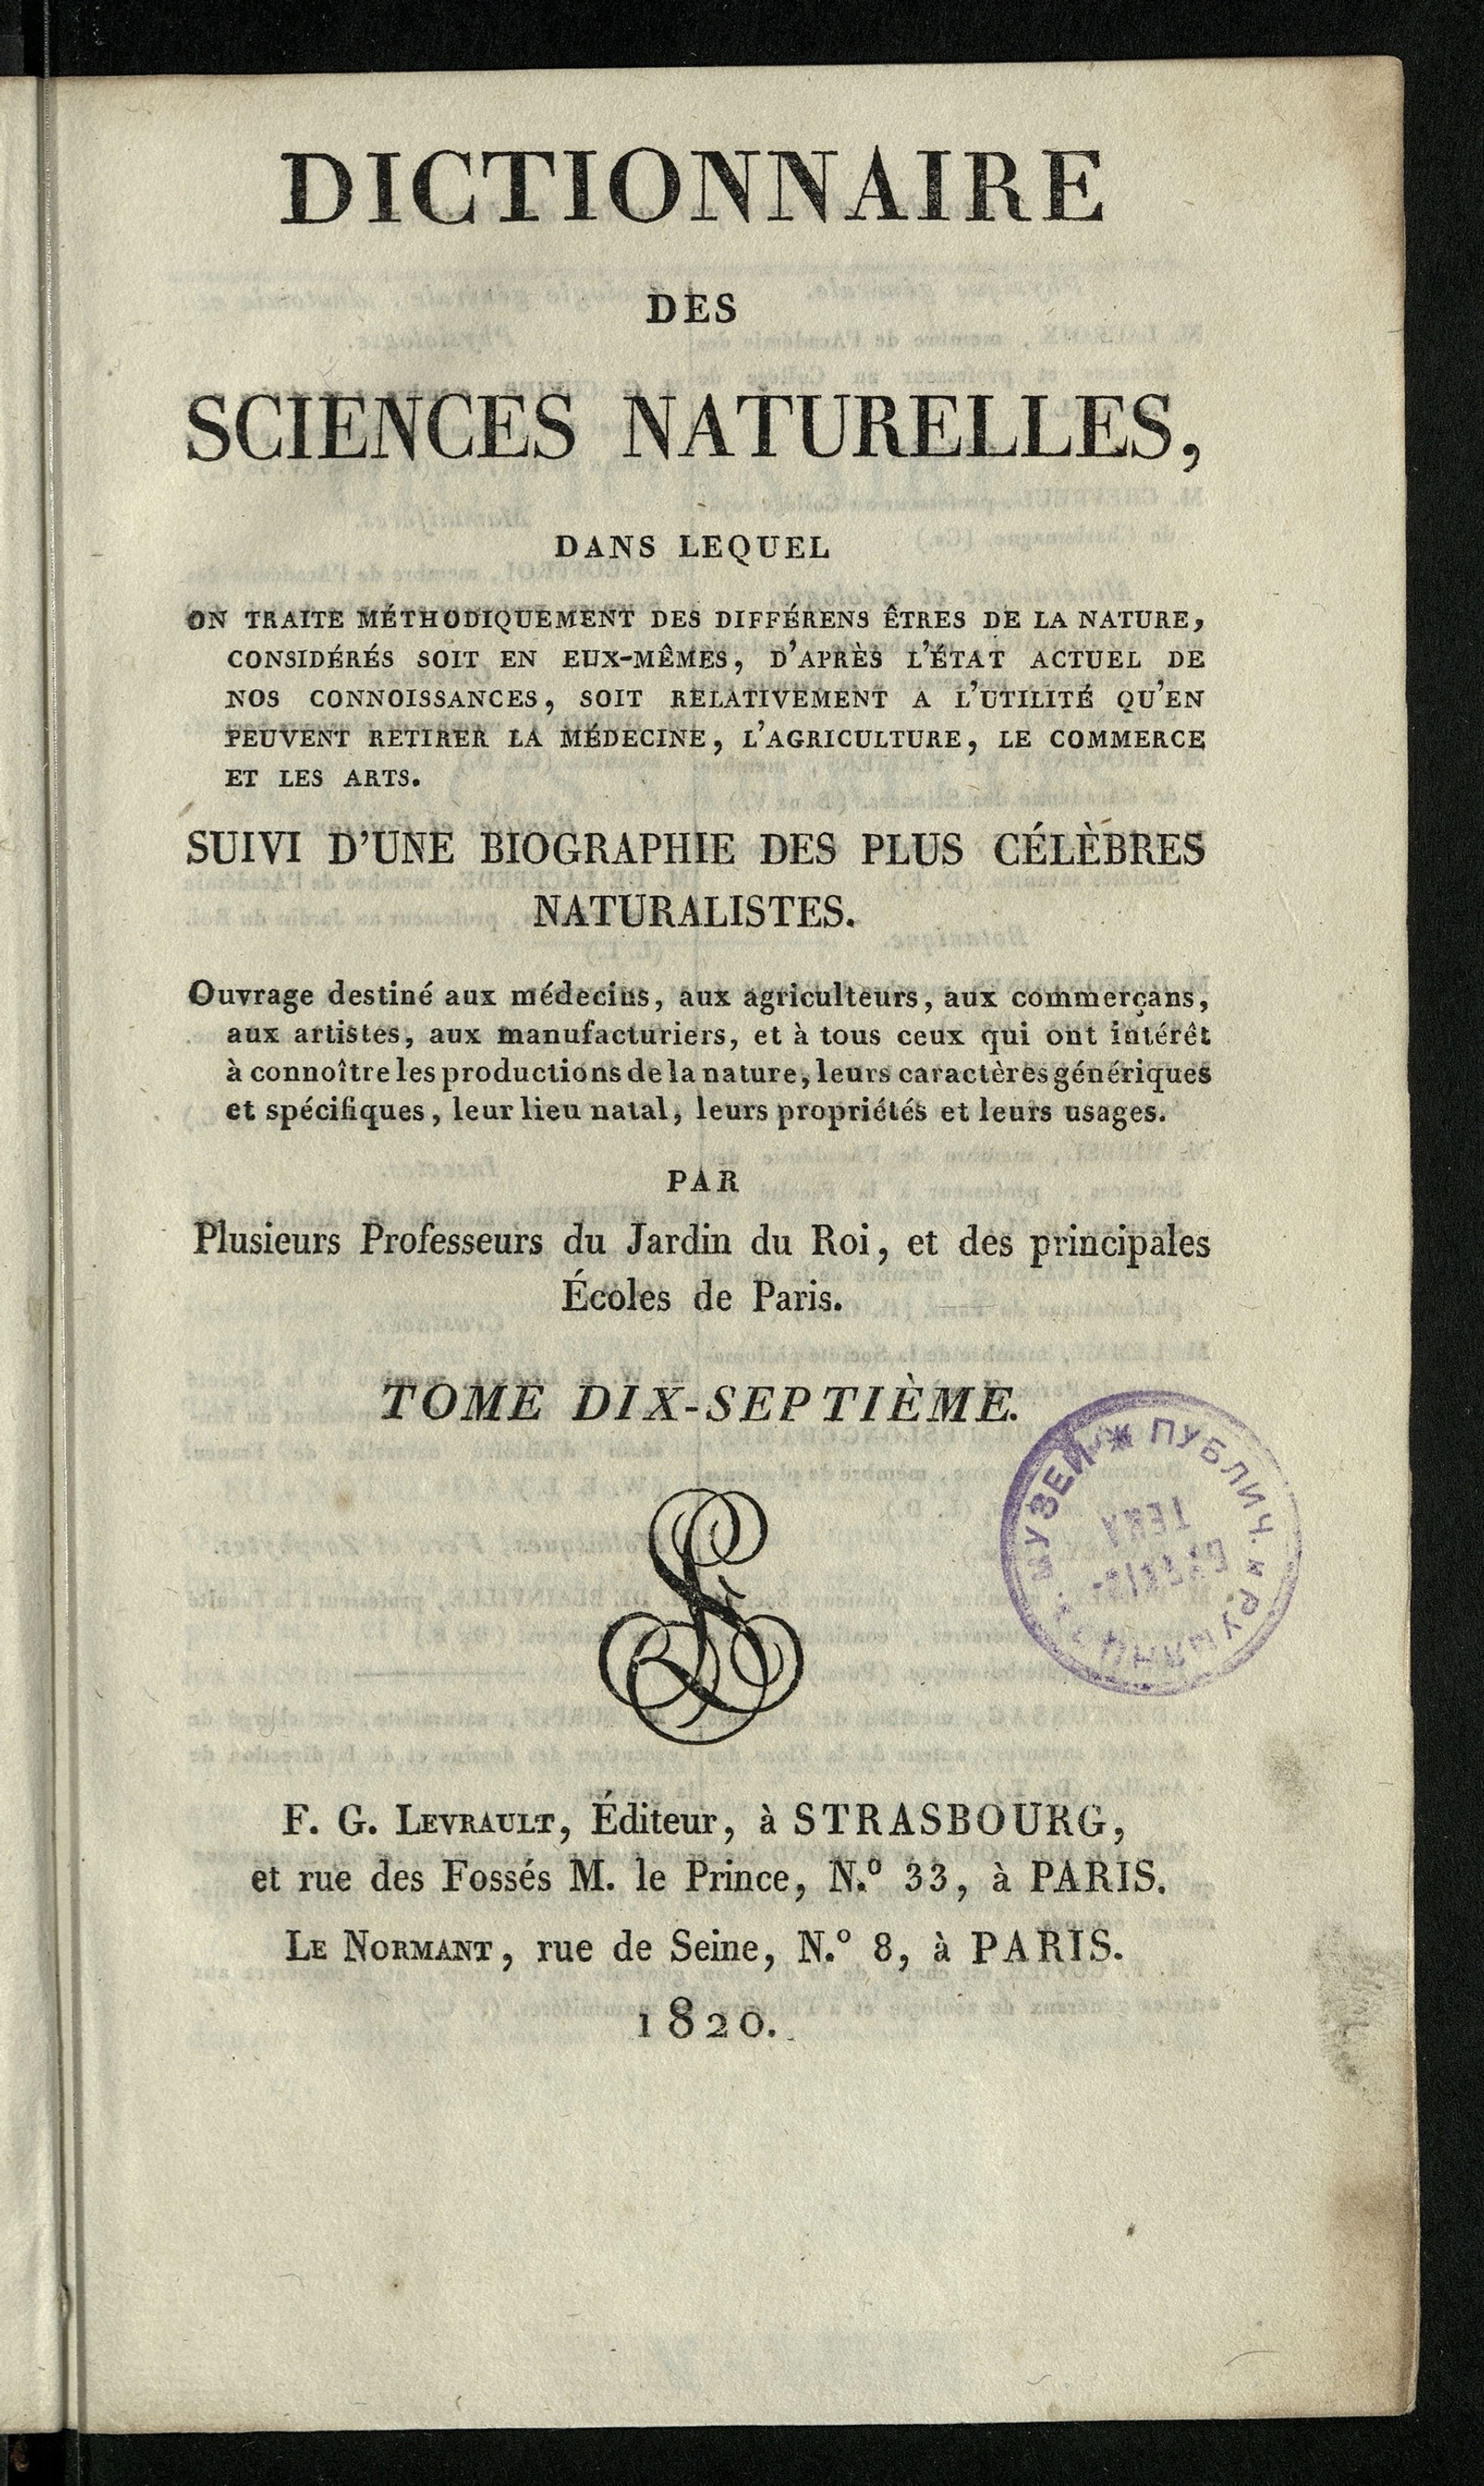 DICTIONNAIRE
DES
SCIENCES NATURELLES,
DANS LEQUEL
ON TRAITE MÉTHODIQUEMENT DES DIFFÉRENS ÊTRES DE LA NATURE,
CONSIDÉRÉS SOIT EN EUX-MÊMES, D'APRÈS L'ÉTAT ACTUEL DE
NOS CONNOISSANCES, SOIT RELATIVEMENT A L'UTILITÉ QU'EN
PEUVENT RETIRER LA MÉDECINE, L'AGRICULTURE, LE COMMERCE
ET LES ARTS.
SUIVI D'UNE BIOGRAPHIE DES PLUS CÉLÈBRES
NATURALISTES.
Ouvrage destiné aux médecins, aux agriculteurs, aux commerçans,
aux artistes, aux manufacturiers, et à tous ceux qui ont intérêt
à connoître les productions de la nature, leurs caractères génériques
et spécifiques, leur lieu natal, leurs propriétés et leurs usages.
PAR
Plusieurs Professeurs du Jardin du Roi, et des principales
Écoles de Paris.
TOME DIX-SEPTIÈME.
МУЗЕЙ * ПУБЛИЧ. и РУМЯНЦ
F. G. LEVRAULT, Éditeur, à STRASBOURG,
et rue des Fossés M. le Prince, N.º 33, à PARIS.
LE NORMANT, rue de Seine, N.º 8, à PARIS.
1820.